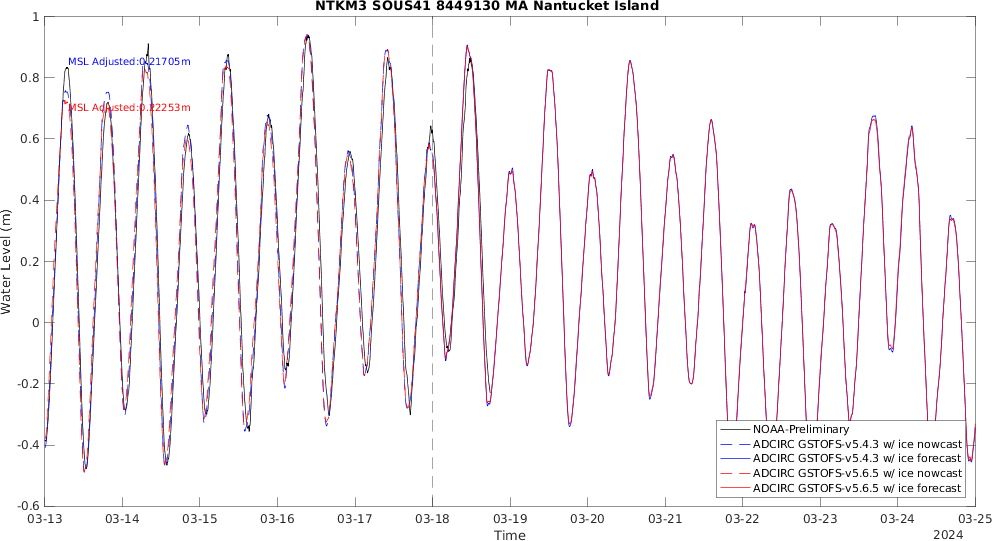 NTKM3 SOUS41 8449130 MA Nantucket Island
1
0.8
0.6
0.4
0.2
0
-0.2
-0.4
-0.6
Water Level (m)
MSL Adjusted:0.21705m
MSL Adjusted:0.22253m
NOAA-Preliminary
ADCIRC GSTOFS-v5.4.3 w/ ice nowcast
ADCIRC GSTOFS-v5.4.3 w/ ice forecast
ADCIRC GSTOFS-v5.6.5 w/ ice nowcast
ADCIRC GSTOFS-v5.6.5 w/ ice forecast
03-13 03-14 03-15 03-16 03-17 03-18 03-19 03-20 03-21 03-22 03-23 03-24 03-25
Time
2024